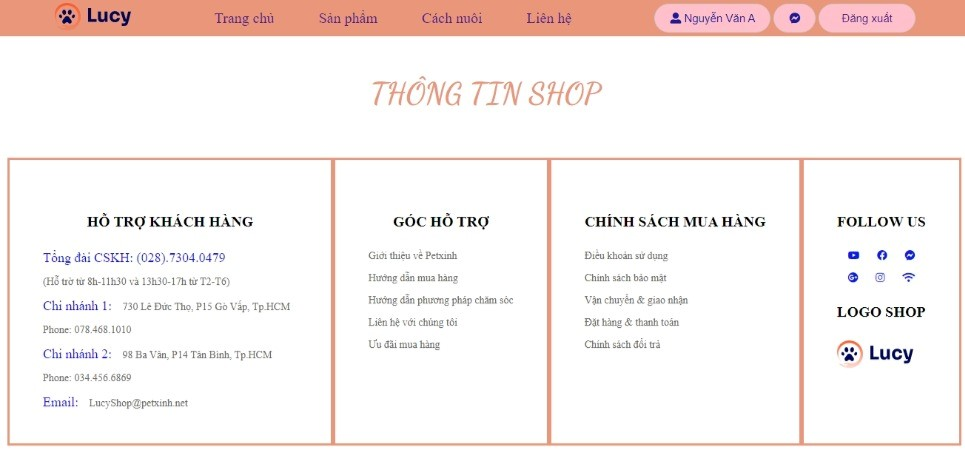 Lucy
Trang chủ
Sản phẩm
Cách nuôi
Liên hệ
Nguyễn Văn A
Đăng xuất
THÔNG TIN SHOP
HỖ TRỢ KHÁCH HÀNG
Tổng đài CSKH: (028).7304.0479
(Hỗ trợ từ 8h-11h30 và 13h30-17h từ T2-T6)
Chi nhánh 1: 730 Lê Đức Thọ, P15 Gò Vấp, Tp.HCM
Phone: 078.468.1010
Chi nhánh 2: 98 Ba Vân, P14 Tân Bình, Tp.HCM
Phone: 034.456.6869
Email: LucyShop@petxinh.net
GÓC HỖ TRỢ
Giới thiệu về Petxinh
Hướng dẫn mua hàng
Hướng dẫn phương pháp chăm sóc
Liên hệ với chúng tôi
Ưu đãi mua hàng
CHÍNH SÁCH MUA HÀNG
Điều khoản sử dụng
Chính sách bảo mật
Vận chuyển & giao nhận
Đặt hàng & thanh toán
Chính sách đổi trả
FOLLOW US
LOGO SHOP
Lucy